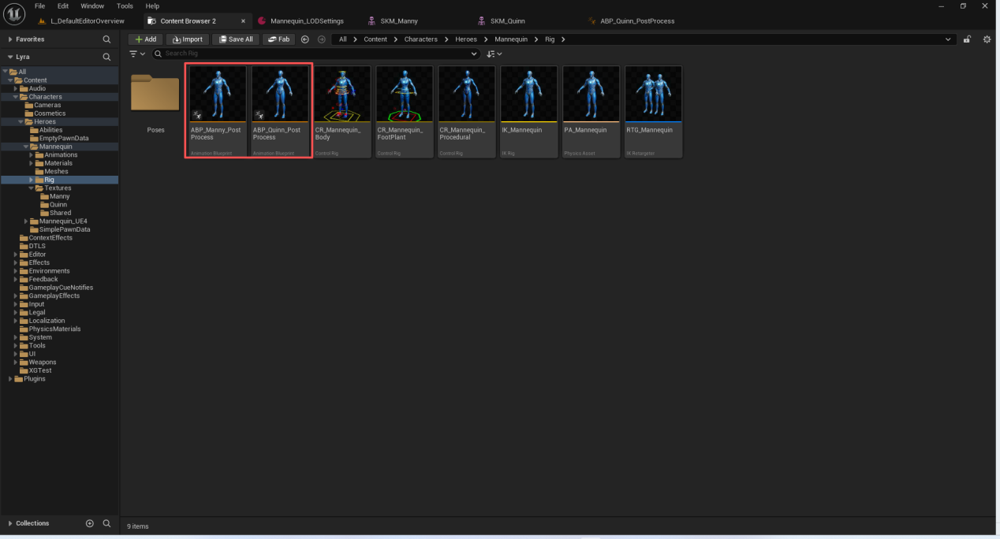 File Edit Window Tools Help
L_DefaultEditorOverview Content Browser 2 Mannequin_LODSettings SKM_Manny SKM_Quinn ABP_Quinn_PostProcess
Favorites
Add Import Save All Fab All > Content > Characters > Heroes > Mannequin > Rig >
Lyra
Search Rig
All
Content
Audio
Characters
Cameras
Cosmetics
Heroes
Abilities
EmptyPawnData
Mannequin
Animations
Materials
Meshes
Rig
Textures
Manny
Quinn
Shared
Mannequin_UE4
SimplePawnData
ContextEffects
DTLS
Editor
Effects
Environments
Feedback
GameplayCueNotifies
GameplayEffects
Input
Legal
Localization
PhysicsMaterials
System
Tools
UI
Weapons
XGTest
Plugins
Poses
ABP_Manny_Post
Process
Animation Blueprint
ABP_Quinn_Post
Process
Animation Blueprint
CR_Mannequin_
Body
Control Rig
CR_Mannequin_
FootPlant
Control Rig
CR_Mannequin_
Procedural
Control Rig
IK_Mannequin
IK Rig
PA_Mannequin
Physics Asset
RTG_Mannequin
IK Retargeter
Collections
9 items